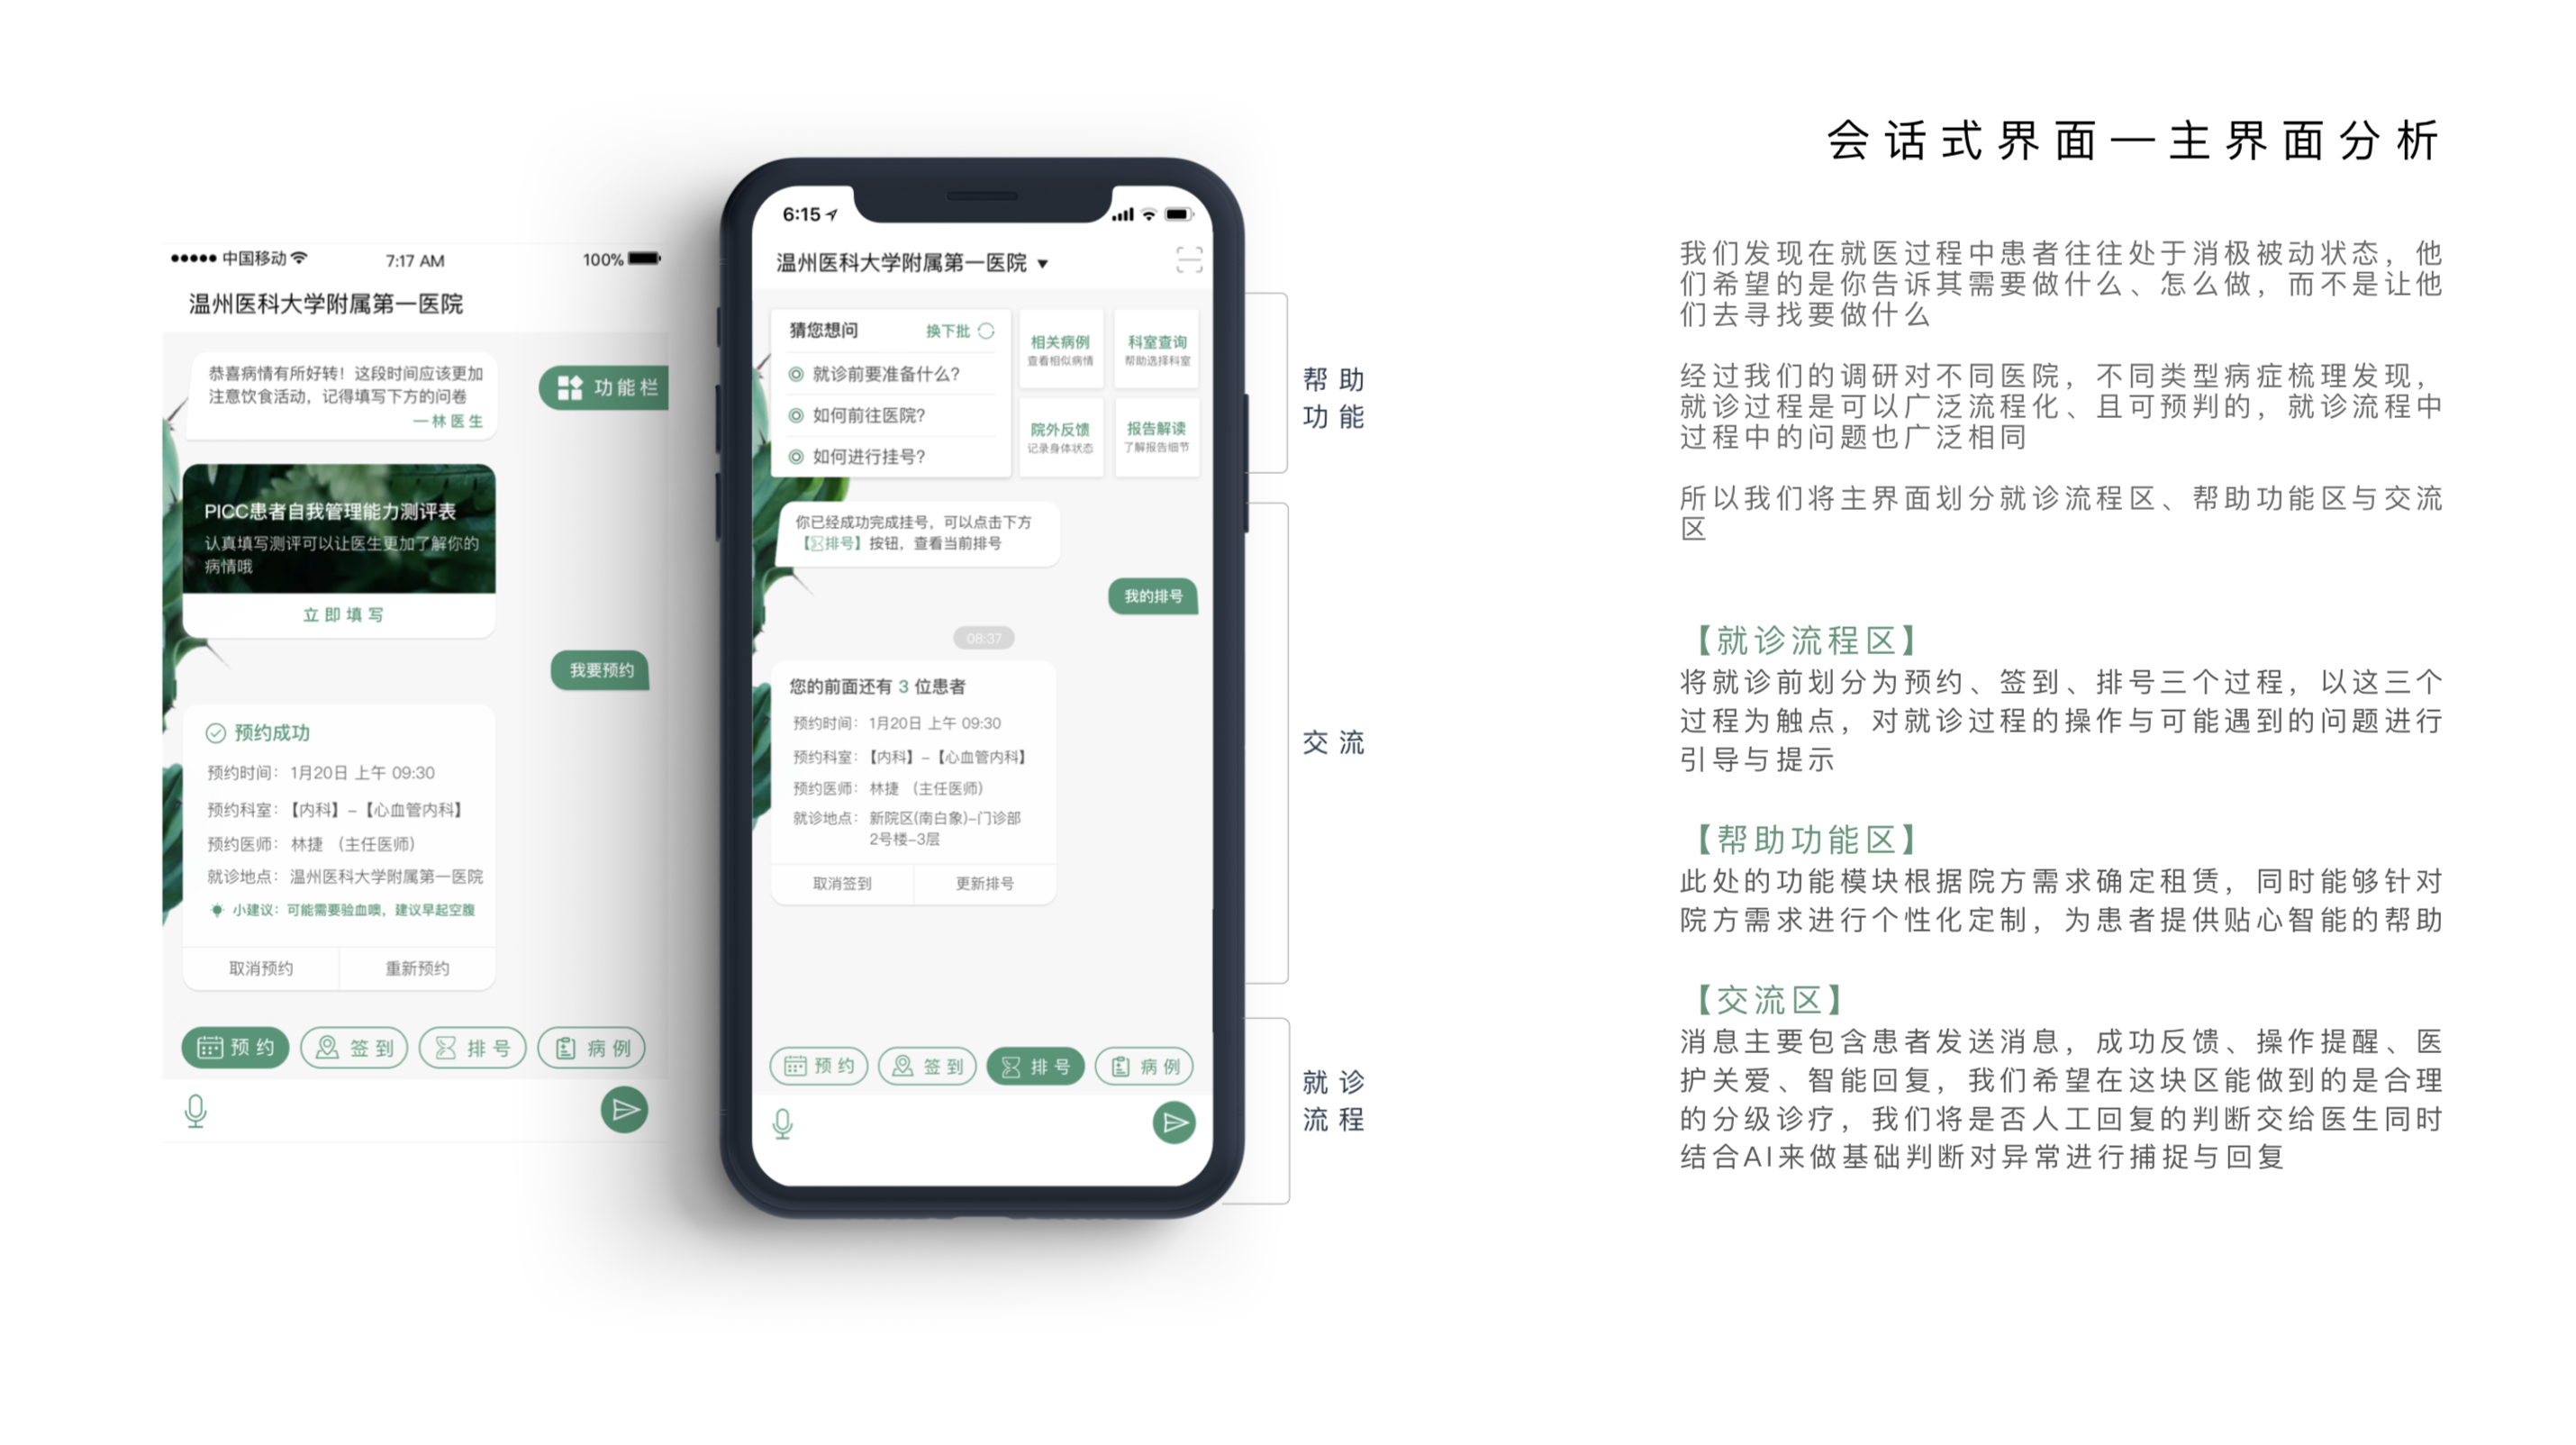 会话式界面—主界面分析
中国移动
7:17 AM
100%
温州医科大学附属第一医院
恭喜病情有所好转！这段时间应该更加
注意饮食活动，记得填写下方的问卷
—林医生
功能栏
PICC患者自我管理能力测评表
认真填写测评可以让医生更加了解你的
病情哦
立即填写
我要预约
预约成功
预约时间：1月20日 上午 09:30
预约科室：【内科】–【心血管内科】
预约医师：林捷 （主任医师）
就诊地点：温州医科大学附属第一医院
小建议：可能需要验血噢，建议早起空腹
取消预约
重新预约
预约
签到
排号
病例
6:15
温州医科大学附属第一医院
猜您想问
换下批
就诊前要准备什么？
如何前往医院？
如何进行挂号？
相关病例
查看相似病情
科室查询
帮助选择科室
院外反馈
记录身体状态
报告解读
了解报告细节
你已经成功完成挂号，可以点击下方
【排号】按钮，查看当前排号
我的排号
08:37
您的前面还有 3 位患者
预约时间：1月20日 上午 09:30
预约科室：【内科】–【心血管内科】
预约医师：林捷 （主任医师）
就诊地点：新院区(南白象)–门诊部
2号楼–3层
取消签到
更新排号
预约
签到
排号
病例
帮助
功能
交流
就诊
流程
我们发现在就医过程中患者往往处于消极被动状态，他
们希望的是你告诉其需要做什么、怎么做，而不是让他
们去寻找要做什么
经过我们的调研对不同医院，不同类型病症梳理发现，
就诊过程是可以广泛流程化、且可预判的，就诊流程中
过程中的问题也广泛相同
所以我们将主界面划分就诊流程区、帮助功能区与交流
区
【就诊流程区】
将就诊前划分为预约、签到、排号三个过程，以这三个
过程为触点，对就诊过程的操作与可能遇到的问题进行
引导与提示
【帮助功能区】
此处的功能模块根据院方需求确定租赁，同时能够针对
院方需求进行个性化定制，为患者提供贴心智能的帮助
【交流区】
消息主要包含患者发送消息，成功反馈、操作提醒、医
护关爱、智能回复，我们希望在这块区能做到的是合理
的分级诊疗，我们将是否人工回复的判断交给医生同时
结合AI来做基础判断对异常进行捕捉与回复